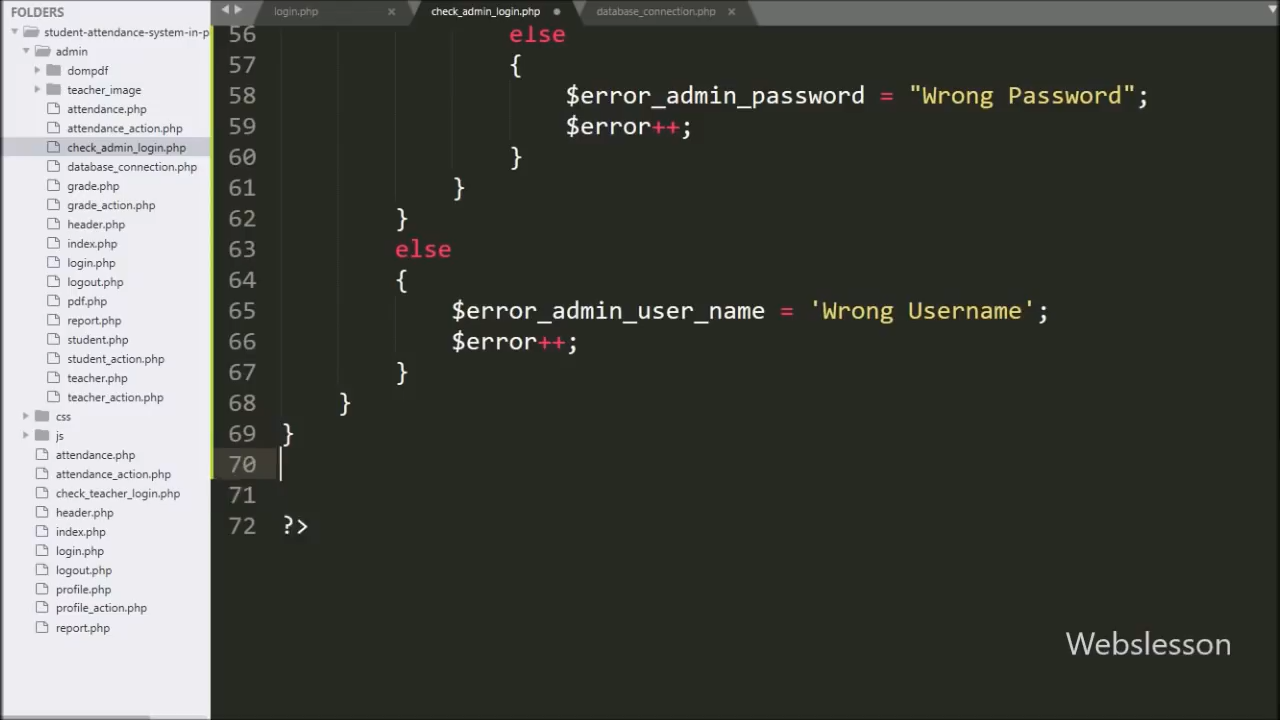 FOLDERS
student-attendance-system-in-p
admin
dompdf
teacher_image
attendance.php
attendance_action.php
check_admin_login.php
database_connection.php
grade.php
grade_action.php
header.php
index.php
login.php
logout.php
pdf.php
report.php
student.php
student_action.php
teacher.php
teacher_action.php
css
js
attendance.php
attendance_action.php
check_teacher_login.php
header.php
index.php
login.php
logout.php
profile.php
profile_action.php
report.php
login.php × check_admin_login.php • database_connection.php ×
56 else
57 {
58 $error_admin_password = "Wrong Password";
59 $error++;
60 }
61 }
62 }
63 else
64 {
65 $error_admin_user_name = 'Wrong Username';
66 $error++;
67 }
68 }
69 }
70
71
72 ?>
Webslesson